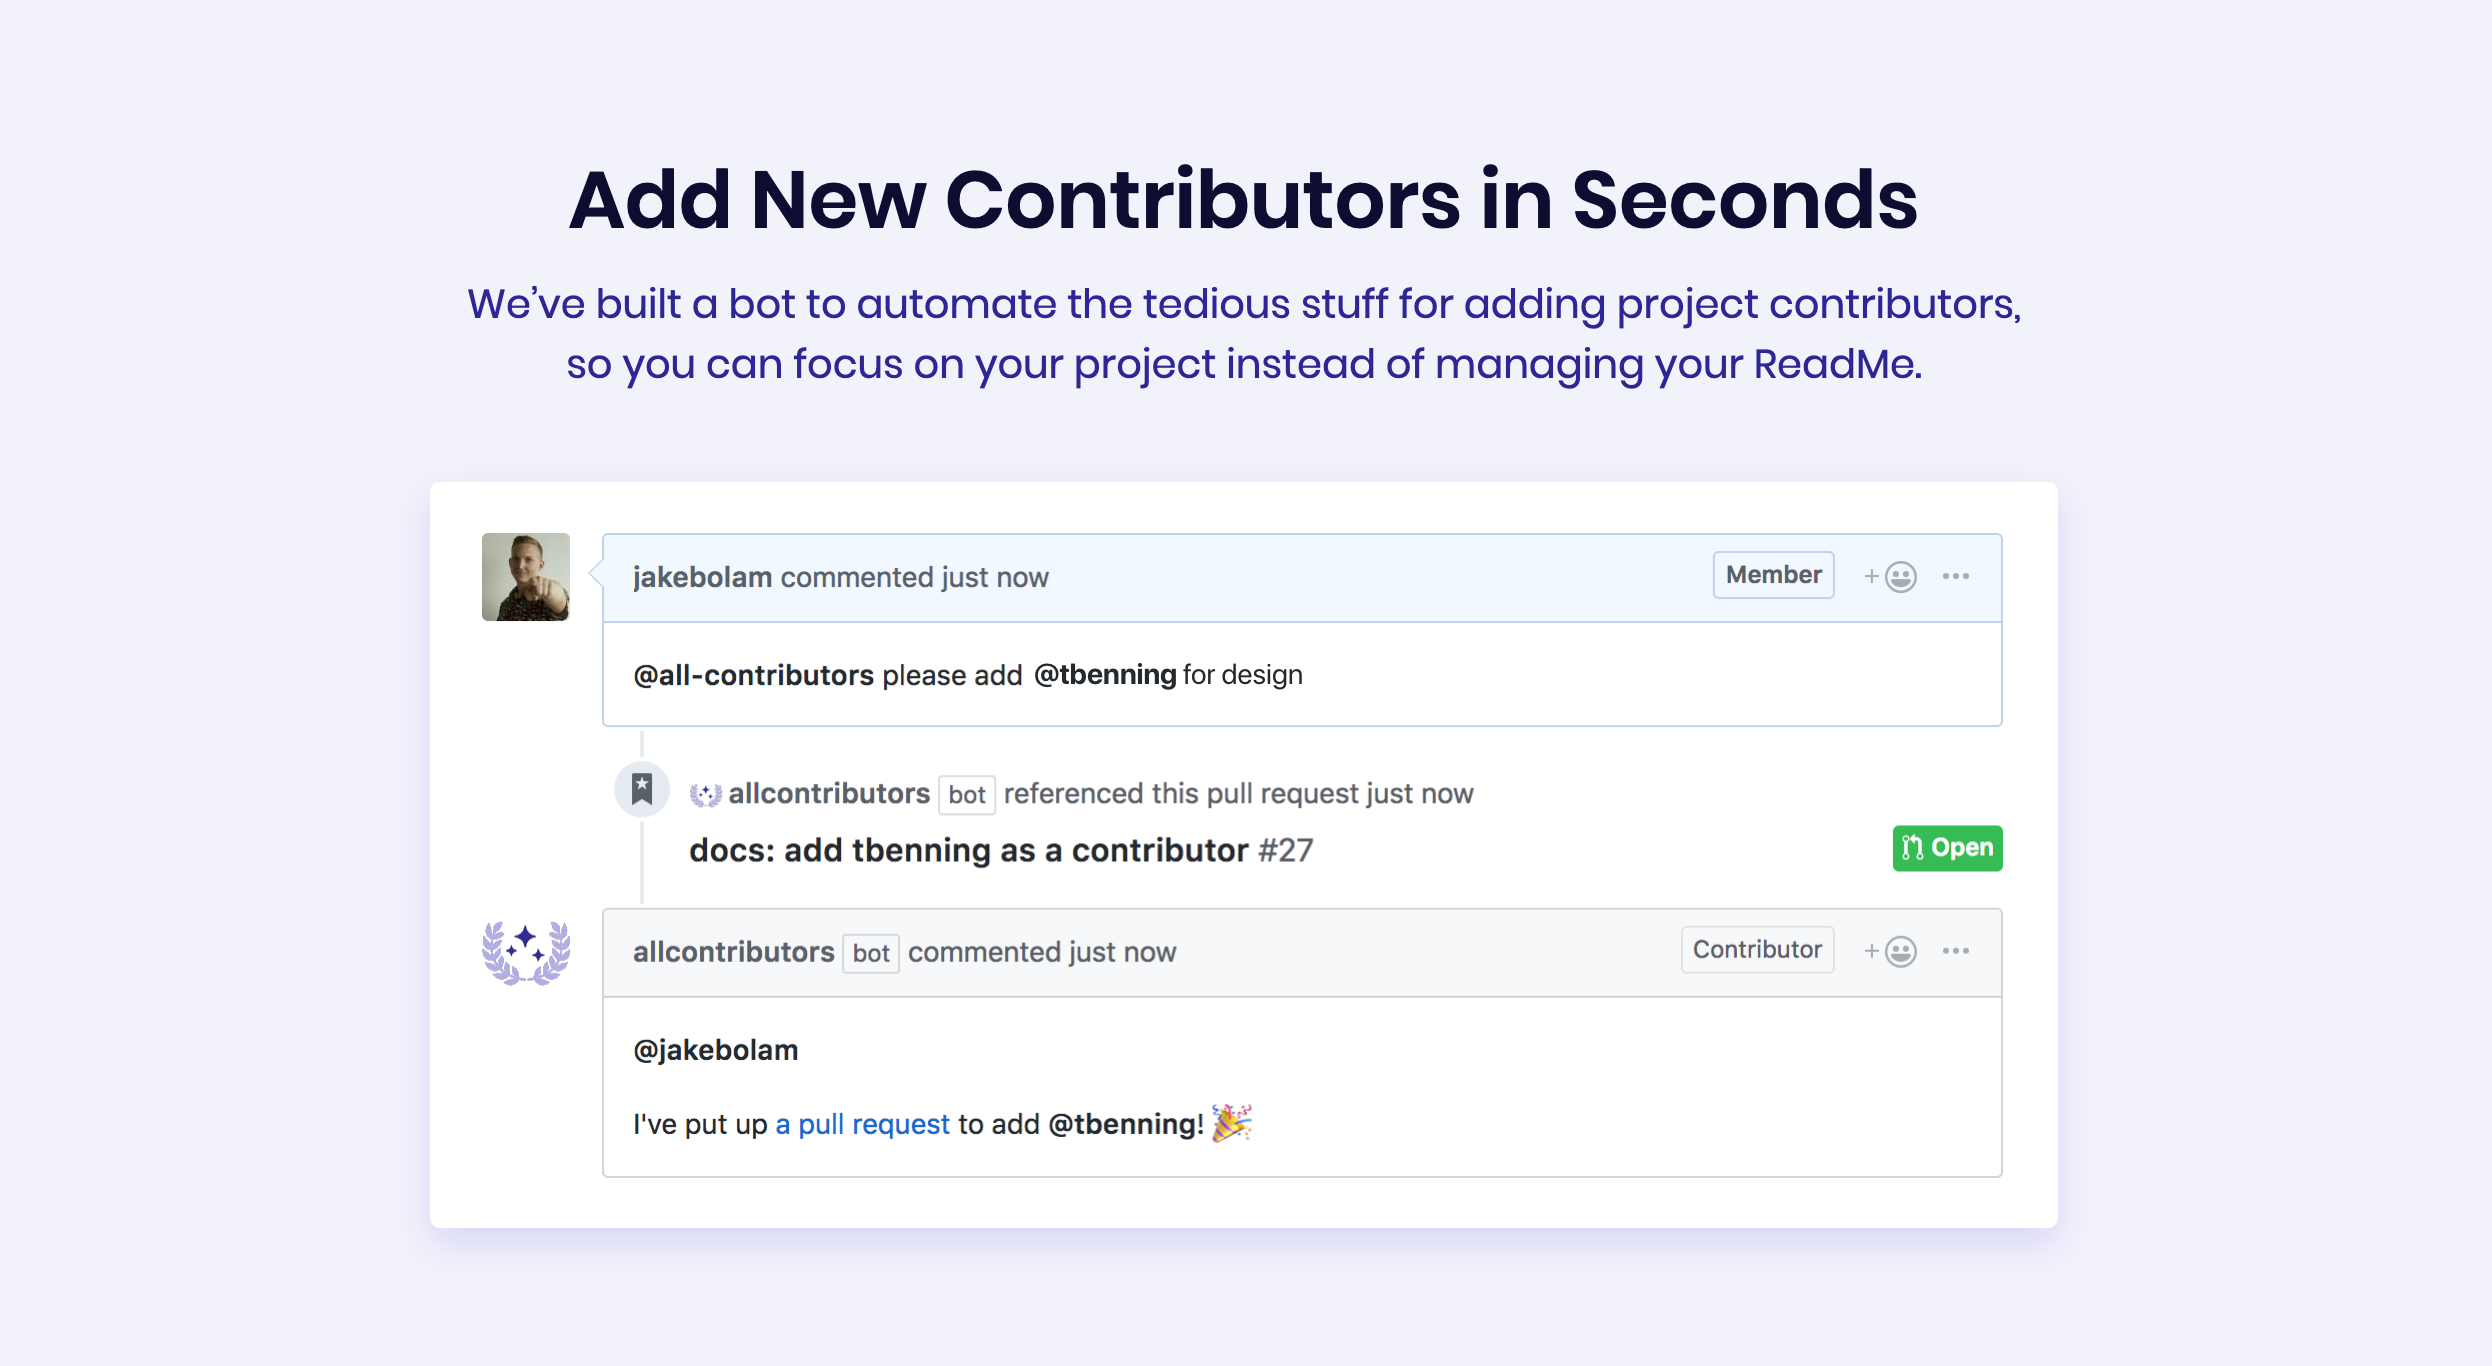 Add New Contributors in Seconds
We’ve built a bot to automate the tedious stuff for adding project contributors,
so you can focus on your project instead of managing your ReadMe.
jakebolam commented just now Member
@all-contributors please add @tbenning for design
allcontributors bot referenced this pull request just now
docs: add tbenning as a contributor #27 Open
allcontributors bot commented just now Contributor
@jakebolam
I've put up a pull request to add @tbenning! 🎉